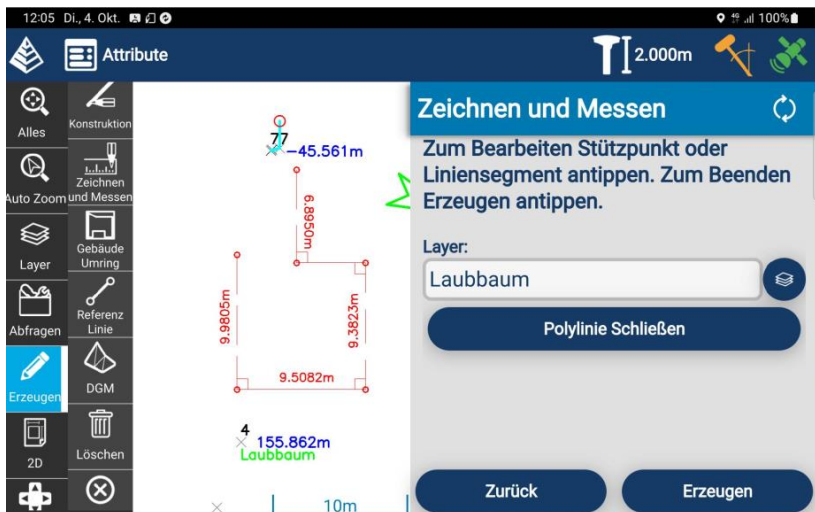 12:05 Di., 4. Okt.
4G
100%
Attribute
2.000m
Alles
Auto Zoom
Layer
Abfragen
Erzeugen
2D
Konstruktion
Zeichnen
und Messen
Gebäude
Umring
Referenz
Linie
DGM
Löschen
77
-45.561m
6.8950m
9.9805m
9.3823m
9.5082m
4
155.862m
Laubbaum
10m
Zeichnen und Messen
Zum Bearbeiten Stützpunkt oder
Liniensegment antippen. Zum Beenden
Erzeugen antippen.
Layer:
Laubbaum
Polylinie Schließen
Zurück
Erzeugen